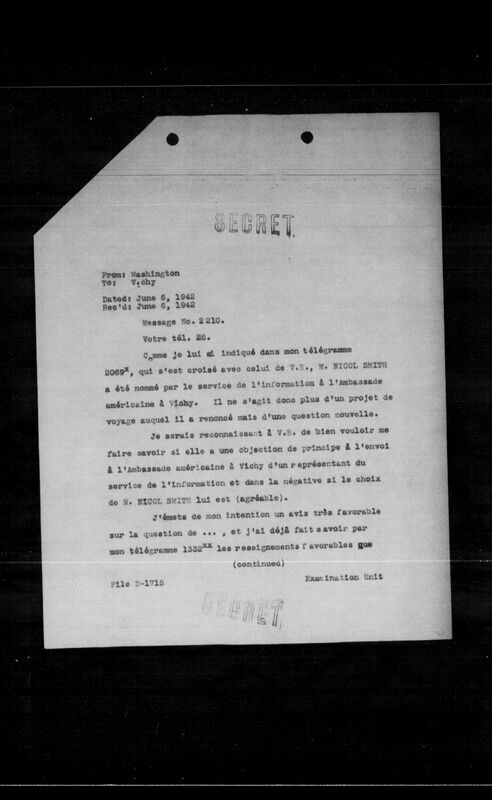 SECRET
From: Washington
To: Vichy
Dated: June 6, 1942
Rec'd: June 6, 1942
Message No. 2210.
Votre tél. 26.
Comme je lui ai indiqué dans mon télégramme
2069x, qui s'est croisé avec celui de V.E., M. NICOL SMITH
a été nommé par le service de l'information à l'Ambassade
américaine à Vichy. Il ne s'agit donc plus d'un projet de
voyage auquel il a renoncé mais d'une question nouvelle.
Je serais reconnaissant à V.E. de bien vouloir me
faire savoir si elle a une objection de principe à l'envoi
à l'Ambassade américaine à Vichy d'un représentant du
service de l'information et dans la négative si le choix
de M. NICOL SMITH lui est (agréable).
J'émets de mon intention un avis très favorable
sur la question de ... , et j'ai déjà fait savoir par
mon télégramme 1332xx les reseignements favorables que
(continued)
File D-1715
Examination Unit
SECRET